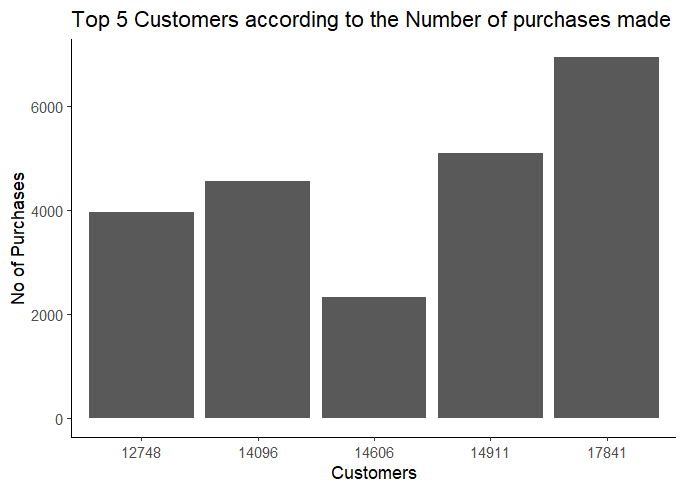 Top 5 Customers according to the Number of purchases made
No of Purchases
6000
4000
2000
0
12748 14096 14606 14911 17841
Customers